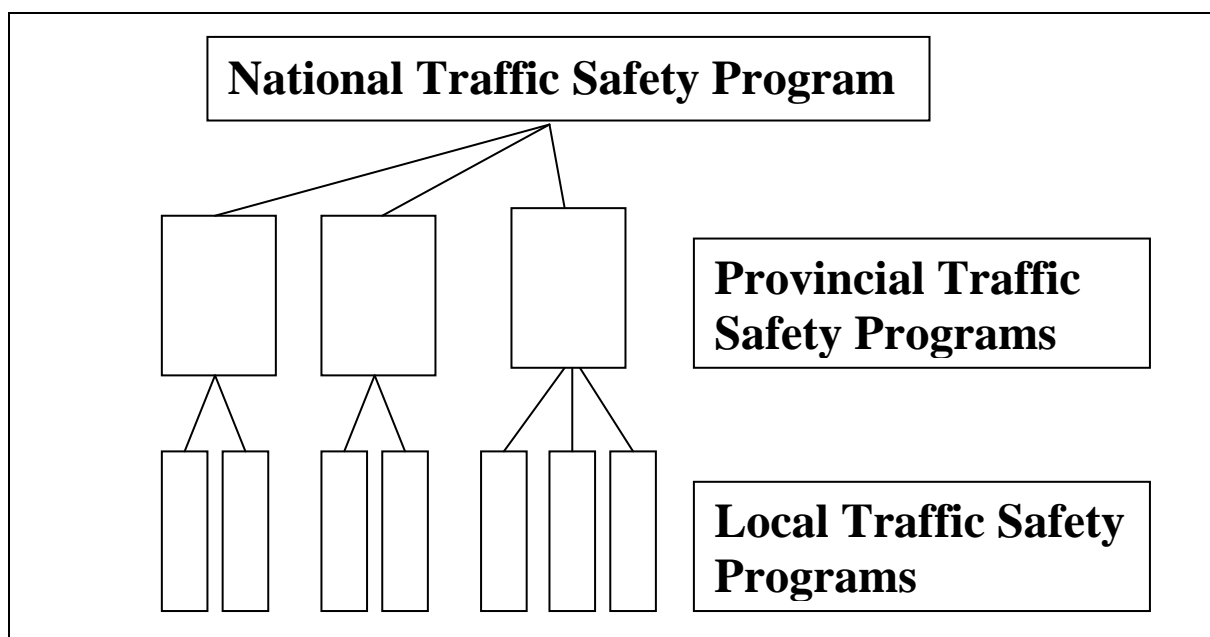 National Traffic Safety Program
Provincial Traffic
Safety Programs
Local Traffic Safety
Programs